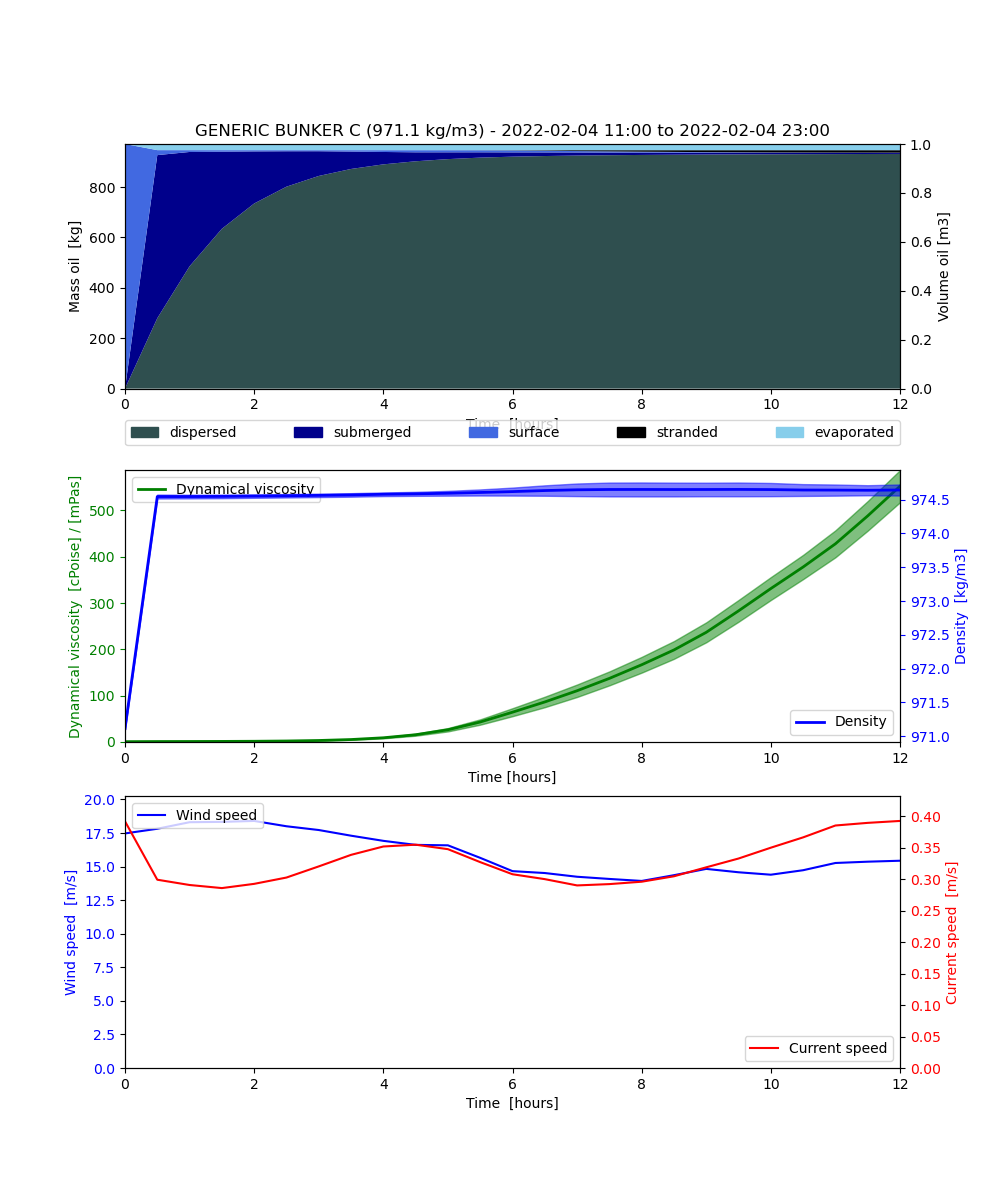 GENERIC BUNKER C (971.1 kg/m3) - 2022-02-04 11:00 to 2022-02-04 23:00
Mass oil [kg]
800
600
400
200
0
1.0
0.8
0.6
0.4
0.2
0.0
Volume oil [m3]
0 2 4 6 8 10 12
Time [hours]
dispersed submerged surface stranded evaporated
Dynamical viscosity
Dynamical viscosity [cPoise] / [mPas]
500
400
300
200
100
0
974.5
974.0
973.5
973.0
972.5
972.0
971.5
971.0
Density [kg/m3]
Density
0 2 4 6 8 10 12
Time [hours]
Wind speed
Wind speed [m/s]
20.0
17.5
15.0
12.5
10.0
7.5
5.0
2.5
0.0
0.40
0.35
0.30
0.25
0.20
0.15
0.10
0.05
0.00
Current speed [m/s]
Current speed
0 2 4 6 8 10 12
Time [hours]